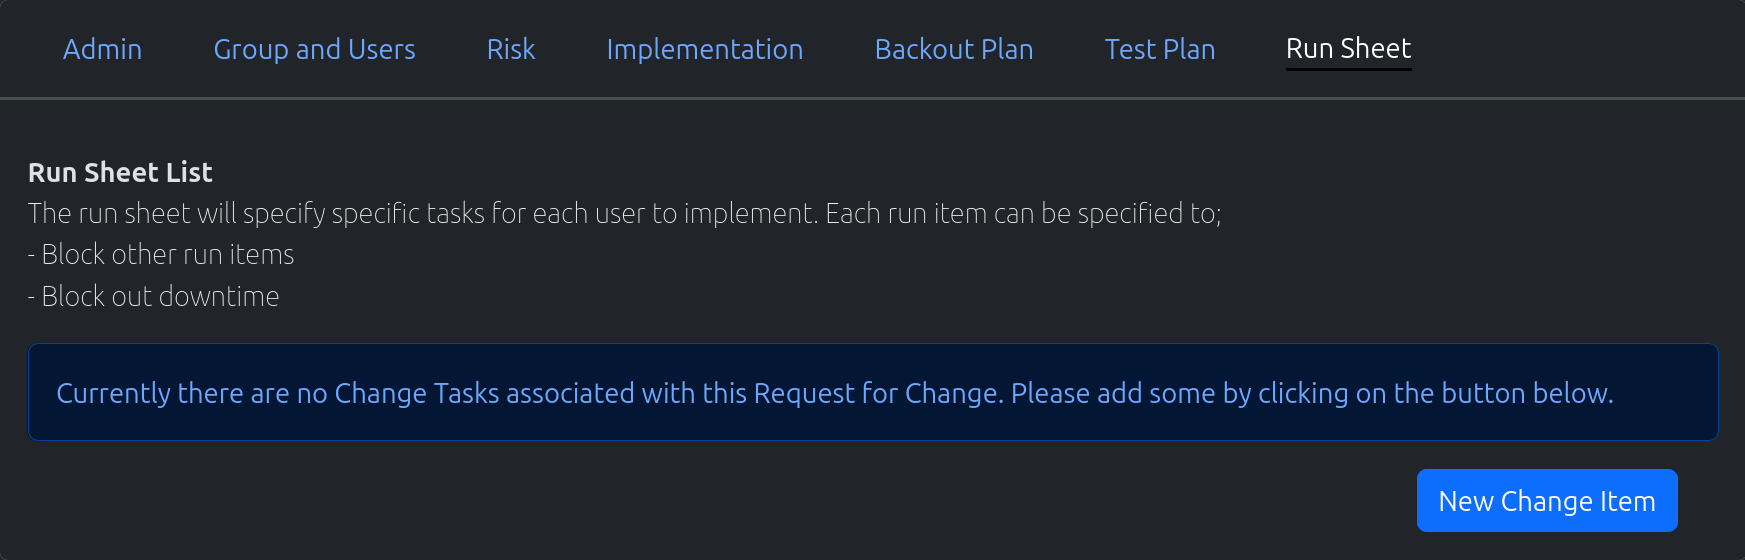 Admin Group and Users Risk Implementation Backout Plan Test Plan Run Sheet
Run Sheet List
The run sheet will specify specific tasks for each user to implement. Each run item can be specified to;
- Block other run items
- Block out downtime
Currently there are no Change Tasks associated with this Request for Change. Please add some by clicking on the button below.
New Change Item